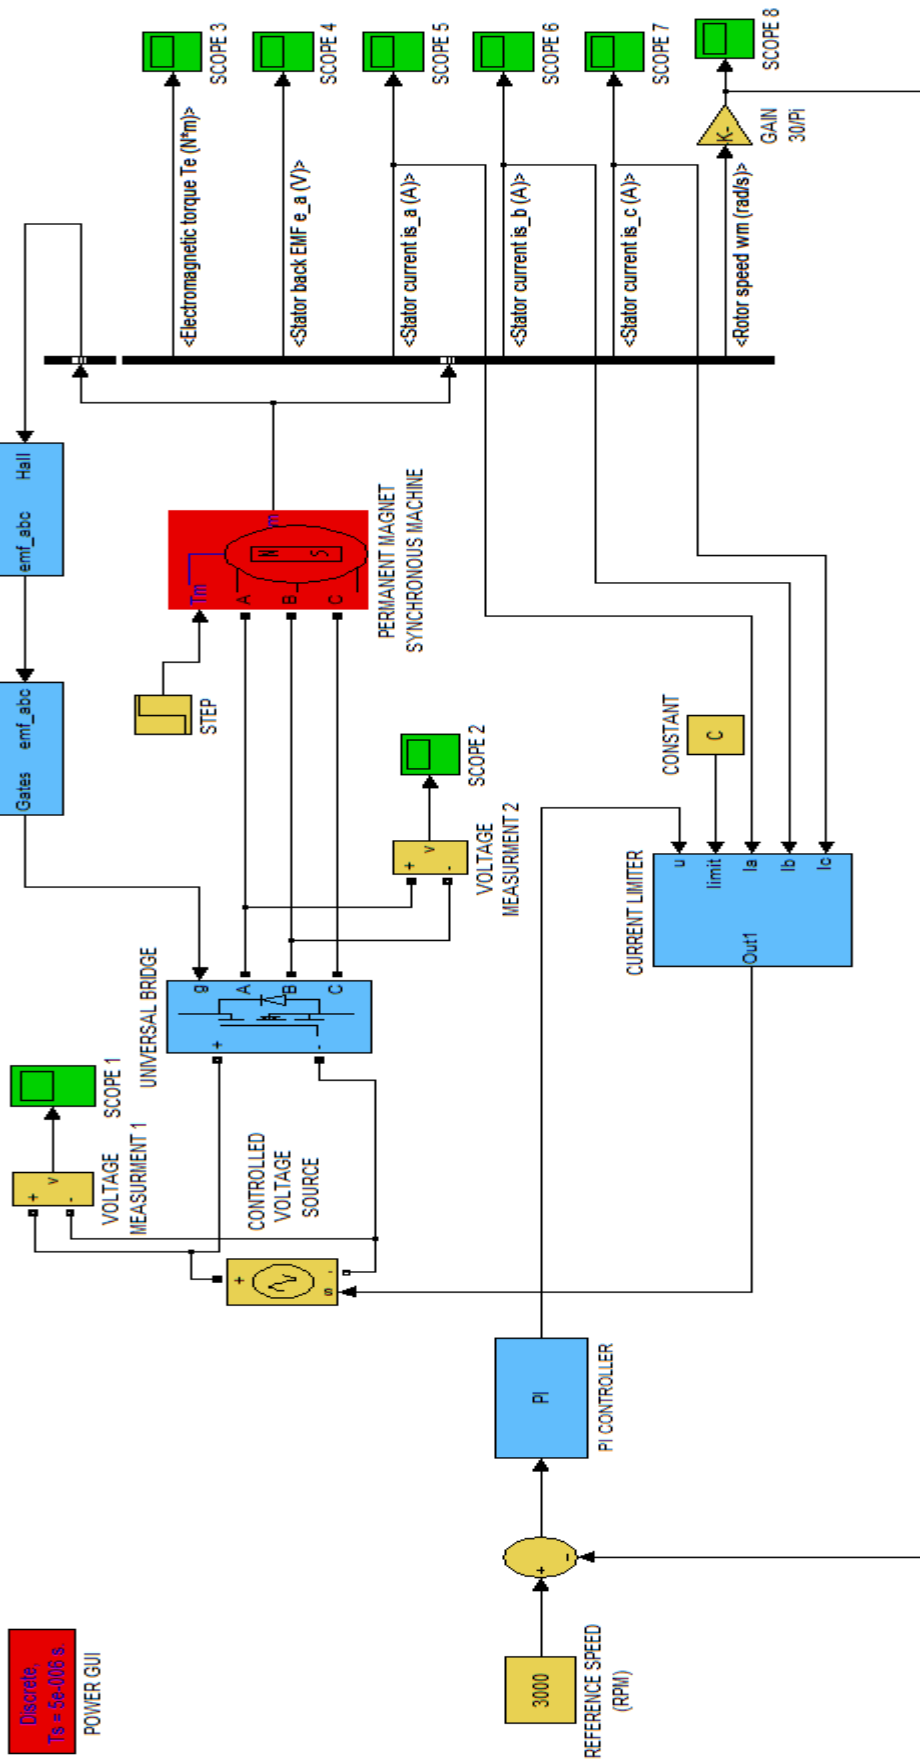 Discrete,
Ts = 5e-006 s.
POWER GUI
SCOPE 1
+
-
v
VOLTAGE
MEASURMENT 1
CONTROLLED
VOLTAGE
SOURCE
+
-
s
UNIVERSAL BRIDGE
g
A
B
C
+
-
Gates
emf_abc
emf_abc
Hall
STEP
Tm
A
B
C
m
N
S
PERMANENT MAGNET
SYNCHRONOUS MACHINE
+
-
v
VOLTAGE
MEASURMENT 2
SCOPE 2
<Electromagnetic torque Te (N*m)>
SCOPE 3
<Stator back EMF e_a (V)>
SCOPE 4
<Stator current is_a (A)>
SCOPE 5
<Stator current is_b (A)>
SCOPE 6
<Stator current is_c (A)>
SCOPE 7
<Rotor speed wm (rad/s)>
K-
GAIN
30/Pi
SCOPE 8
3000
REFERENCE SPEED
(RPM)
+
-
PI
PI CONTROLLER
CONSTANT
C
CURRENT LIMITER
u
limit
Ia
Ib
Ic
Out1